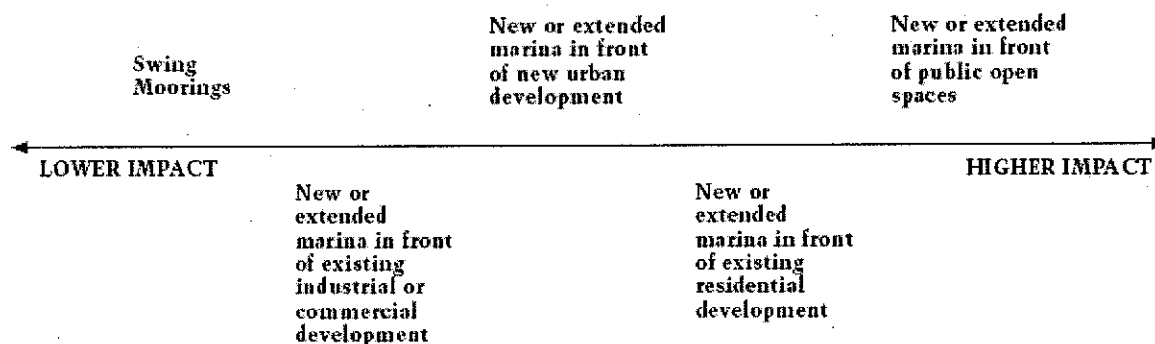 Swing
Moorings
New or extended
marina in front
of new urban
development
New or extended
marina in front
of public open
spaces
LOWER IMPACT
HIGHER IMPACT
New or
extended
marina in front
of existing
industrial or
commercial
development
New or
extended
marina in front
of existing
residential
development